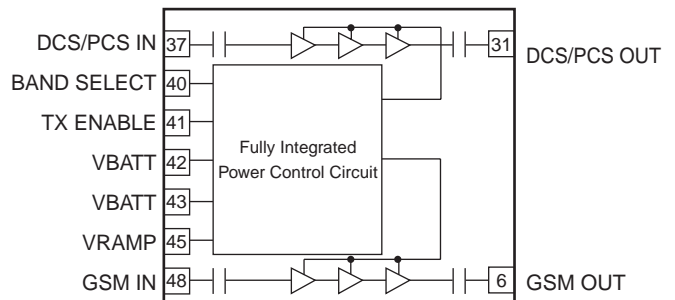 DCS/PCS IN 37
31 DCS/PCS OUT
BAND SELECT 40
TX ENABLE 41
VBATT 42
VBATT 43
VRAMP 45
Fully Integrated
Power Control Circuit
GSM IN 48
6 GSM OUT